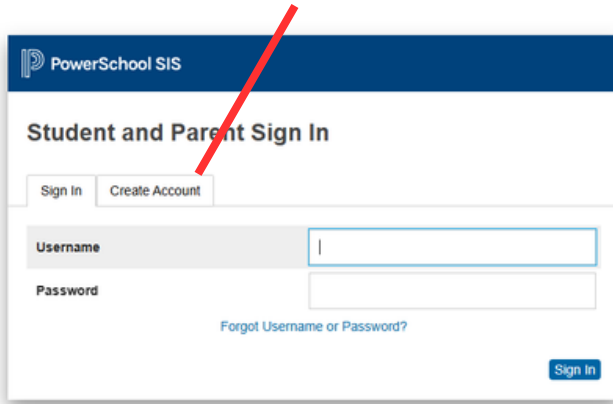 PowerSchool SIS
Student and Parent Sign In
Sign In Create Account
Username
Password
Forgot Username or Password?
Sign In